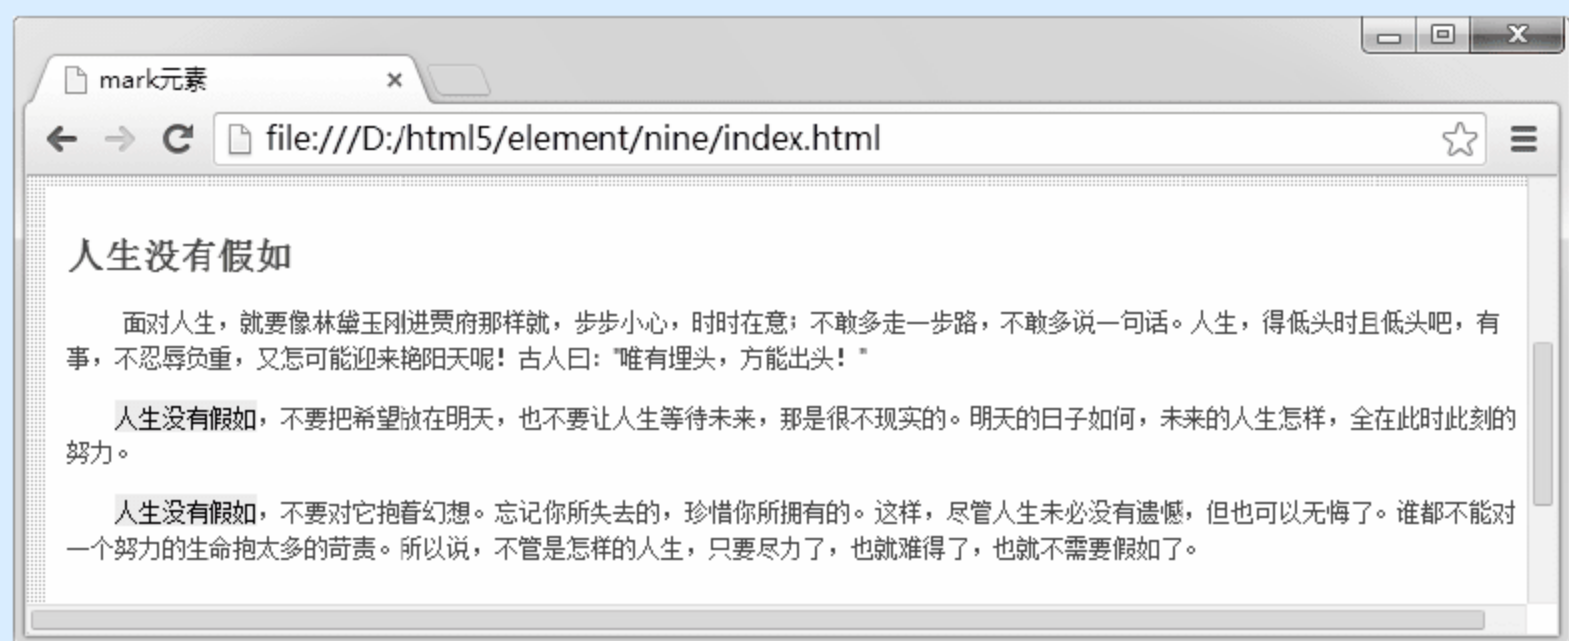 mark元素
file:///D:/html5/element/nine/index.html
人生没有假如
面对人生，就要像林黛玉刚进贾府那样就，步步小心，时时在意；不敢多走一步路，不敢多说一句话。人生，得低头时且低头吧，有
事，不忍辱负重，又怎可能迎来艳阳天呢！古人曰："唯有埋头，方能出头！"
人生没有假如，不要把希望放在明天，也不要让人生等待未来，那是很不现实的。明天的日子如何，未来的人生怎样，全在此时此刻的
努力。
人生没有假如，不要对它抱着幻想。忘记你所失去的，珍惜你所拥有的。这样，尽管人生未必没有遗憾，但也可以无悔了。谁都不能对
一个努力的生命抱太多的苛责。所以说，不管是怎样的人生，只要尽力了，也就难得了，也就不需要假如了。